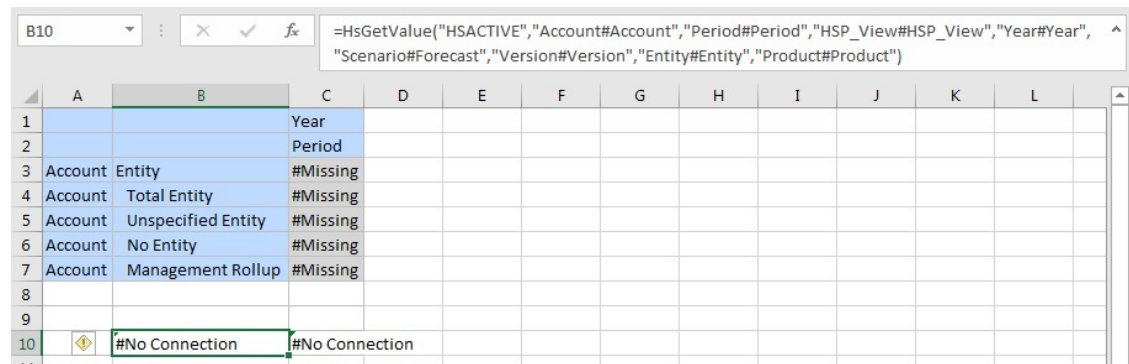 B10 fx =HsGetValue("HSACTIVE","Account#Account","Period#Period","HSP_View#HSP_View","Year#Year",
"Scenario#Forecast","Version#Version","Entity#Entity","Product#Product")
A B C D E F G H I J K L
1 Year
2 Period
3 Account Entity #Missing
4 Account Total Entity #Missing
5 Account Unspecified Entity #Missing
6 Account No Entity #Missing
7 Account Management Rollup #Missing
8
9
10 #No Connection #No Connection